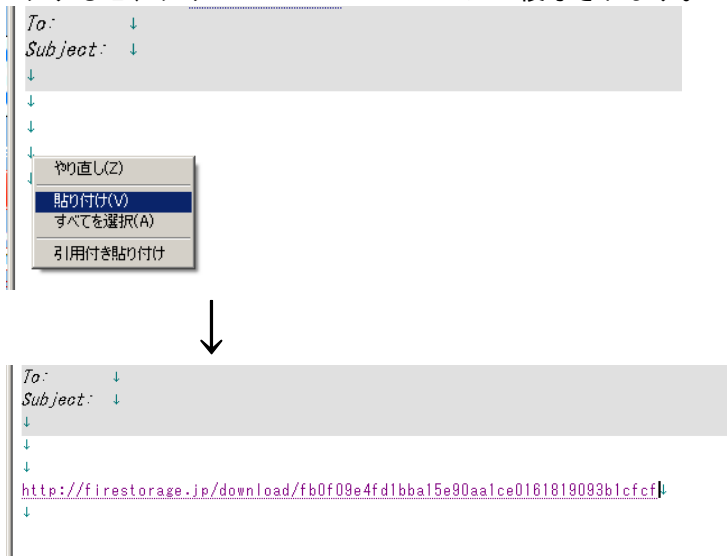 To: ↓
Subject: ↓
↓
↓
↓
↓
↓
やり直し(Z)
貼り付け(V)
すべてを選択(A)
引用付き貼り付け
↓
To: ↓
Subject: ↓
↓
↓
↓
http://firestorage.jp/download/fb0f09e4fd1bba15e90aa1ce0161819093b1cfcf↓
↓